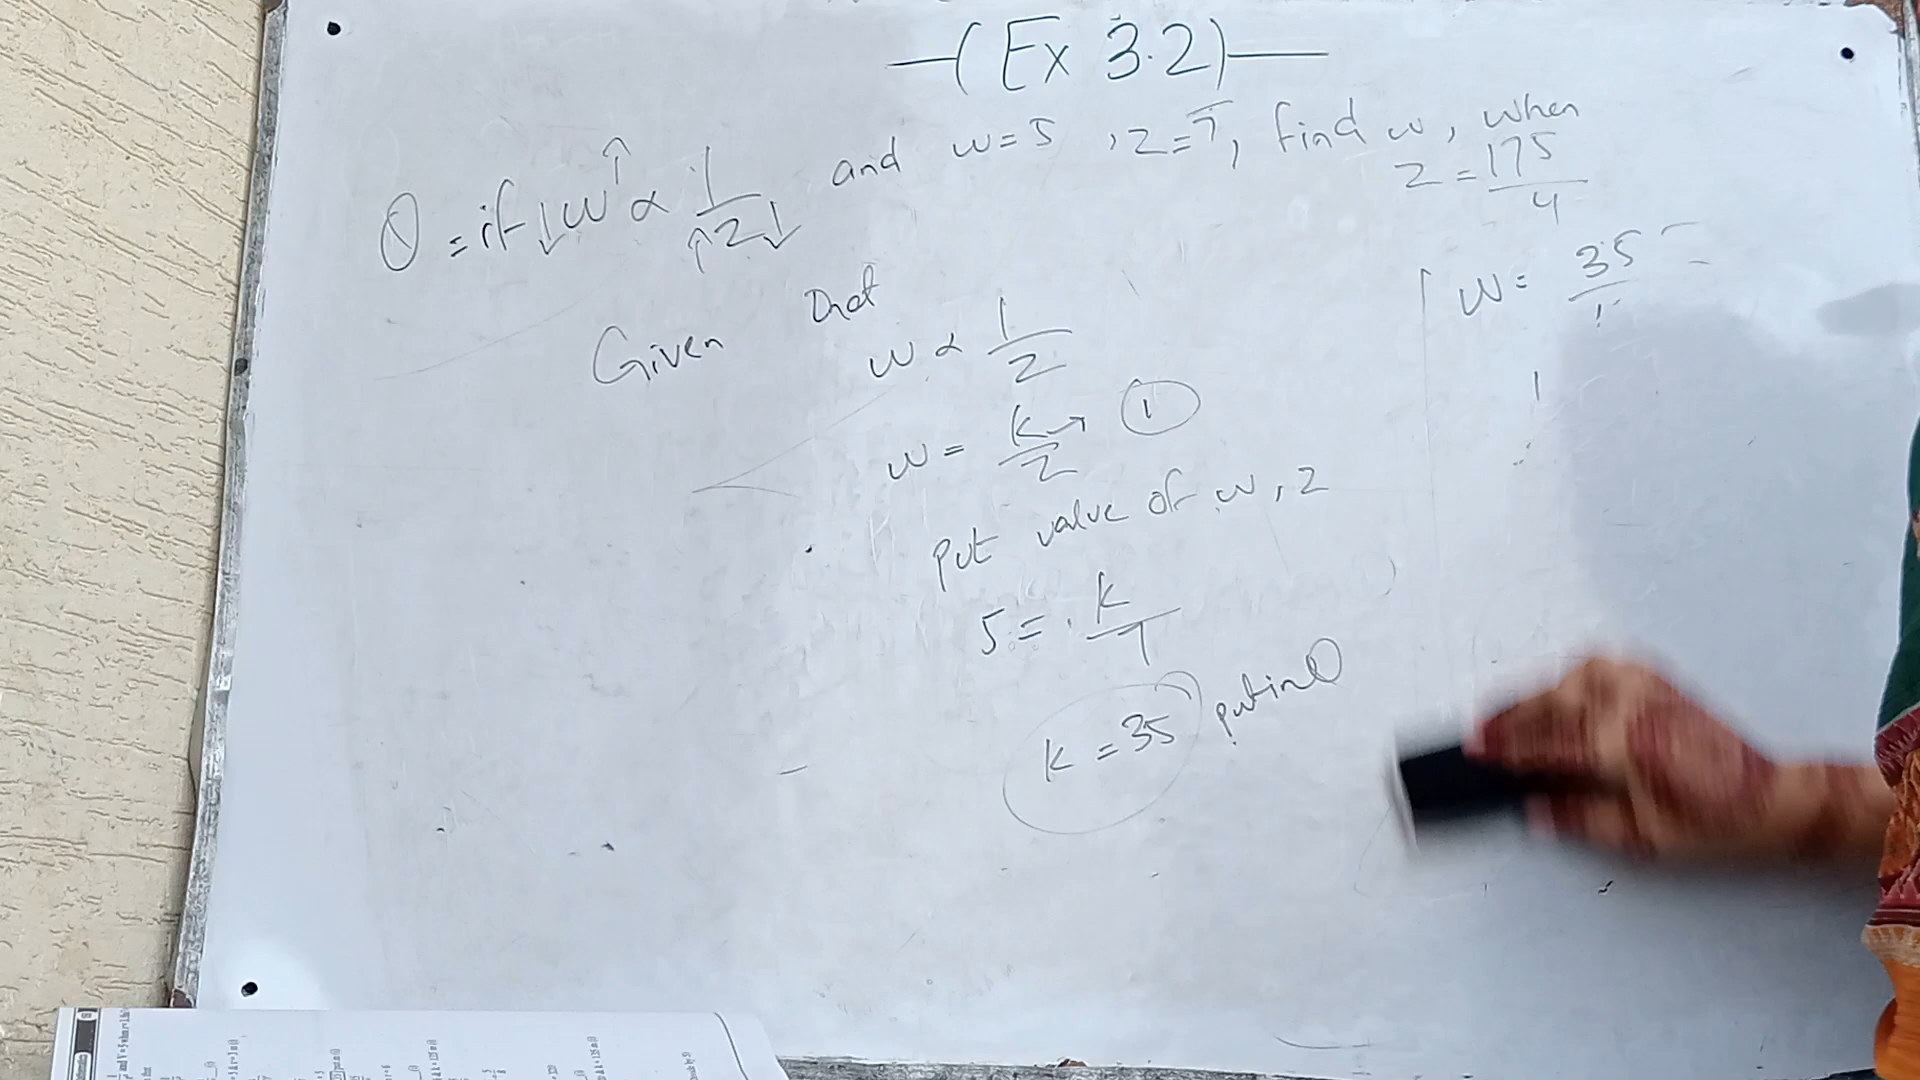 (Ex 3.2)
Q = if w ∝ 1/z and w = 5, z = 7, find w, when z = 175/4
Given that
w ∝ 1/z
w = k/z → ①
put value of w, z
5 = k/7
k = 35 put in ①
w = 35